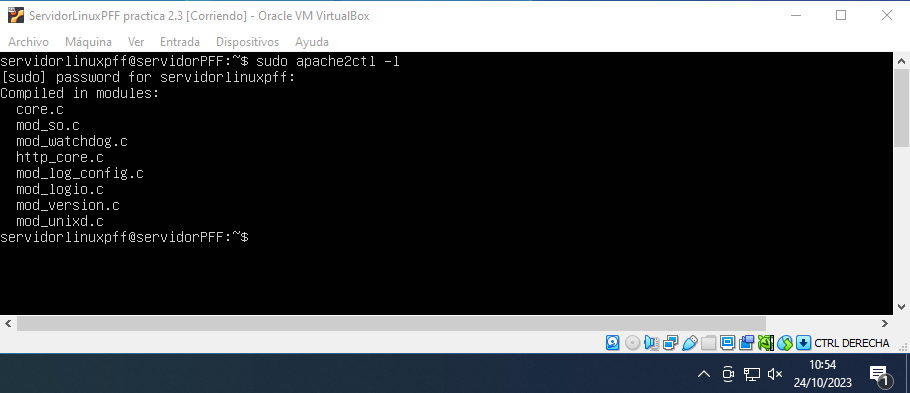 ServidorLinuxPFF practica 2.3 [Corriendo] - Oracle VM VirtualBox
Archivo Máquina Ver Entrada Dispositivos Ayuda
servidorlinuxpff@servidorPFF:~$ sudo apache2ctl -l
[sudo] password for servidorlinuxpff:
Compiled in modules:
  core.c
  mod_so.c
  mod_watchdog.c
  http_core.c
  mod_log_config.c
  mod_logio.c
  mod_version.c
  mod_unixd.c
servidorlinuxpff@servidorPFF:~$
CTRL DERECHA
10:54
24/10/2023
1